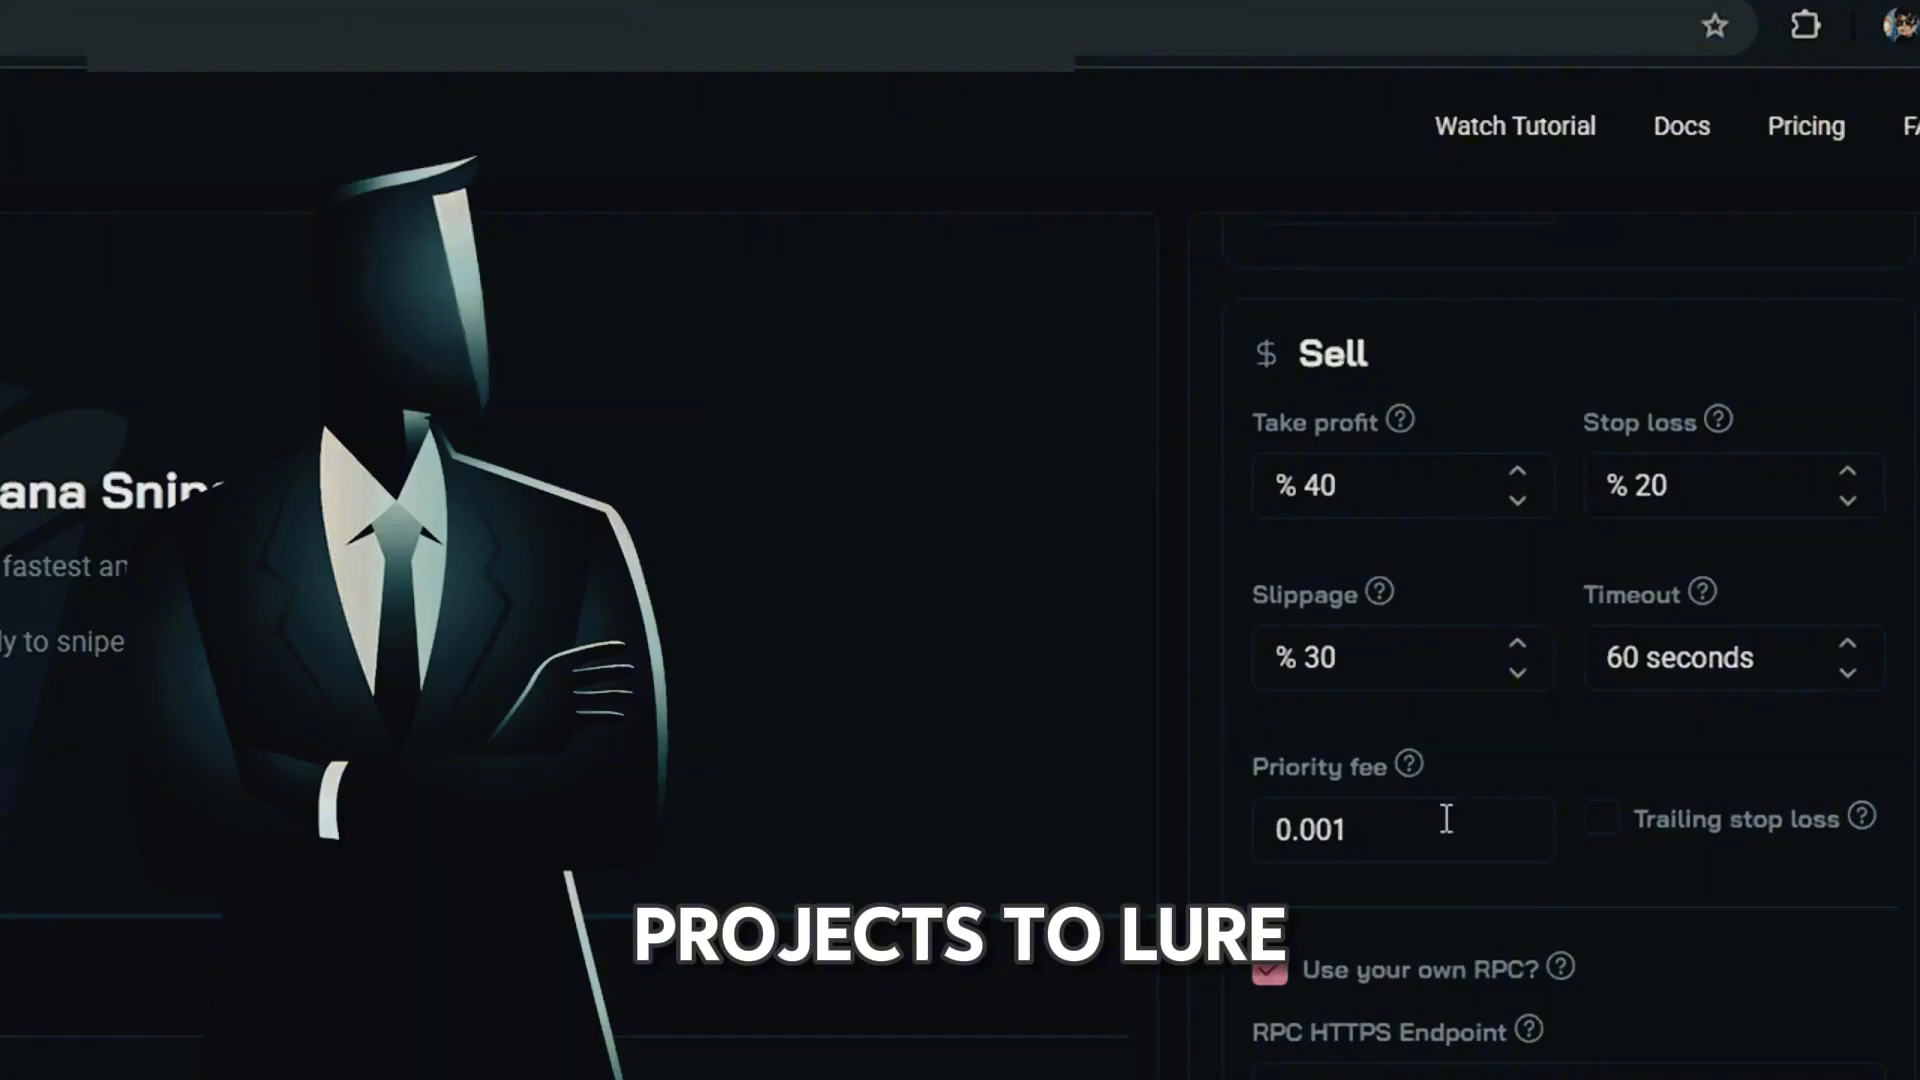 Watch Tutorial Docs Pricing
$ Sell
Take profit ?
Stop loss ?
% 40
% 20
ana Snip
fastest an
ly to snipe
Slippage ?
Timeout ?
% 30
60 seconds
Priority fee ?
0.001
Trailing stop loss ?
PROJECTS TO LURE
Use your own RPC? ?
RPC HTTPS Endpoint ?